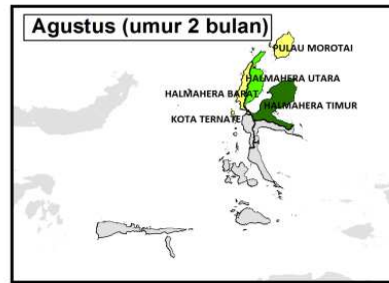 Agustus (umur 2 bulan)
PULAU MOROTAI
HALMAHERA UTARA
HALMAHERA BARAT
HALMAHERA TIMUR
KOTA TERNATE